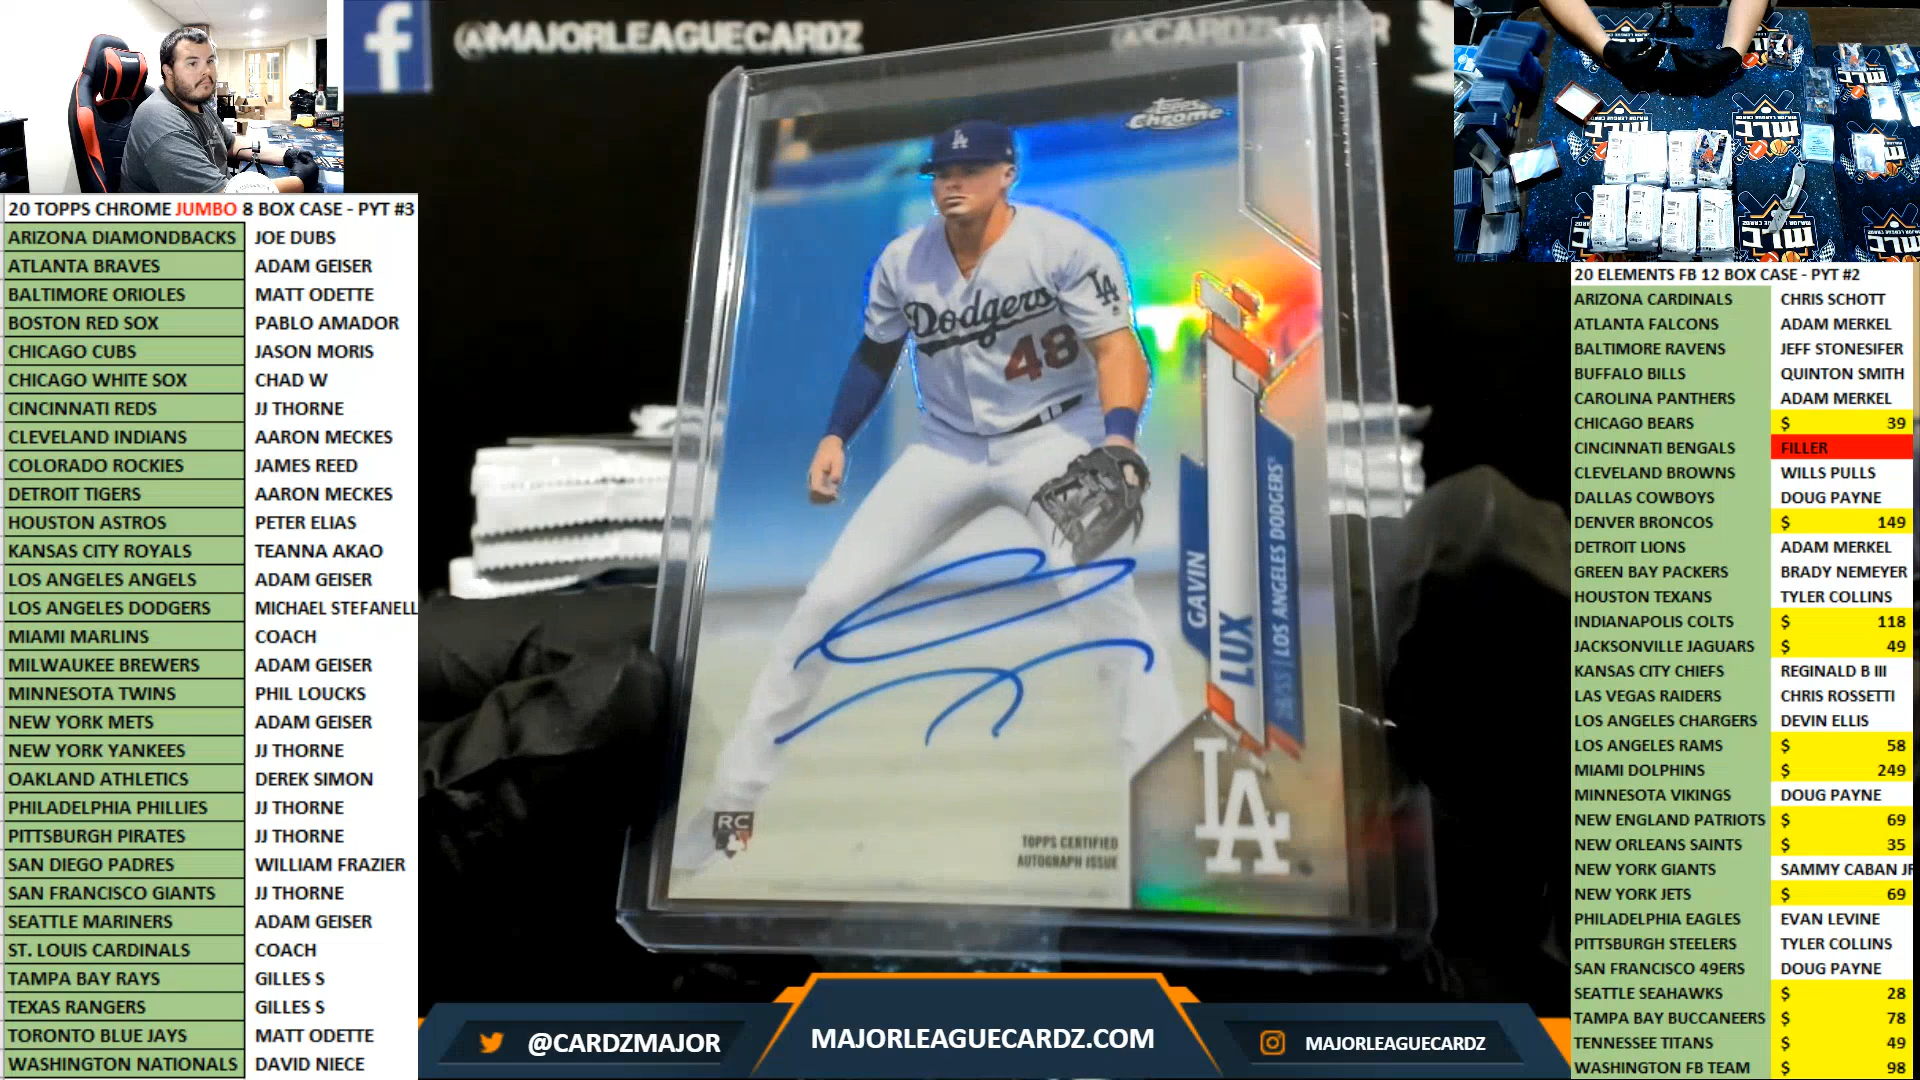 @MAJORLEAGUECARDZ
20 TOPPS CHROME JUMBO 8 BOX CASE - PYT #3
ARIZONA DIAMONDBACKS JOE DUBS
ATLANTA BRAVES ADAM GEISER
BALTIMORE ORIOLES MATT ODETTE
BOSTON RED SOX PABLO AMADOR
CHICAGO CUBS JASON MORIS
CHICAGO WHITE SOX CHAD W
CINCINNATI REDS JJ THORNE
CLEVELAND INDIANS AARON MECKES
COLORADO ROCKIES JAMES REED
DETROIT TIGERS AARON MECKES
HOUSTON ASTROS PETER ELIAS
KANSAS CITY ROYALS TEANNA AKAO
LOS ANGELES ANGELS ADAM GEISER
LOS ANGELES DODGERS MICHAEL STEFANELL
MIAMI MARLINS COACH
MILWAUKEE BREWERS ADAM GEISER
MINNESOTA TWINS PHIL LOUCKS
NEW YORK METS ADAM GEISER
NEW YORK YANKEES JJ THORNE
OAKLAND ATHLETICS DEREK SIMON
PHILADELPHIA PHILLIES JJ THORNE
PITTSBURGH PIRATES JJ THORNE
SAN DIEGO PADRES WILLIAM FRAZIER
SAN FRANCISCO GIANTS JJ THORNE
SEATTLE MARINERS ADAM GEISER
ST. LOUIS CARDINALS COACH
TAMPA BAY RAYS GILLES S
TEXAS RANGERS GILLES S
TORONTO BLUE JAYS MATT ODETTE
WASHINGTON NATIONALS DAVID NIECE
Topps Chrome
LA
LA
Dodgers
48
GAVIN
LUX
2B/SS | LOS ANGELES DODGERS®
LA
RC
TOPPS CERTIFIED
AUTOGRAPH ISSUE
@CARDZMAJOR
MAJORLEAGUECARDZ.COM
MAJORLEAGUECARDZ
20 ELEMENTS FB 12 BOX CASE - PYT #2
ARIZONA CARDINALS CHRIS SCHOTT
ATLANTA FALCONS ADAM MERKEL
BALTIMORE RAVENS JEFF STONESIFER
BUFFALO BILLS QUINTON SMITH
CAROLINA PANTHERS ADAM MERKEL
CHICAGO BEARS $ 39
CINCINNATI BENGALS FILLER
CLEVELAND BROWNS WILLS PULLS
DALLAS COWBOYS DOUG PAYNE
DENVER BRONCOS $ 149
DETROIT LIONS ADAM MERKEL
GREEN BAY PACKERS BRADY NEMEYER
HOUSTON TEXANS TYLER COLLINS
INDIANAPOLIS COLTS $ 118
JACKSONVILLE JAGUARS $ 49
KANSAS CITY CHIEFS REGINALD B III
LAS VEGAS RAIDERS CHRIS ROSSETTI
LOS ANGELES CHARGERS DEVIN ELLIS
LOS ANGELES RAMS $ 58
MIAMI DOLPHINS $ 249
MINNESOTA VIKINGS DOUG PAYNE
NEW ENGLAND PATRIOTS $ 69
NEW ORLEANS SAINTS $ 35
NEW YORK GIANTS SAMMY CABAN JR
NEW YORK JETS $ 69
PHILADELPHIA EAGLES EVAN LEVINE
PITTSBURGH STEELERS TYLER COLLINS
SAN FRANCISCO 49ERS DOUG PAYNE
SEATTLE SEAHAWKS $ 28
TAMPA BAY BUCCANEERS $ 78
TENNESSEE TITANS $ 49
WASHINGTON FB TEAM $ 98